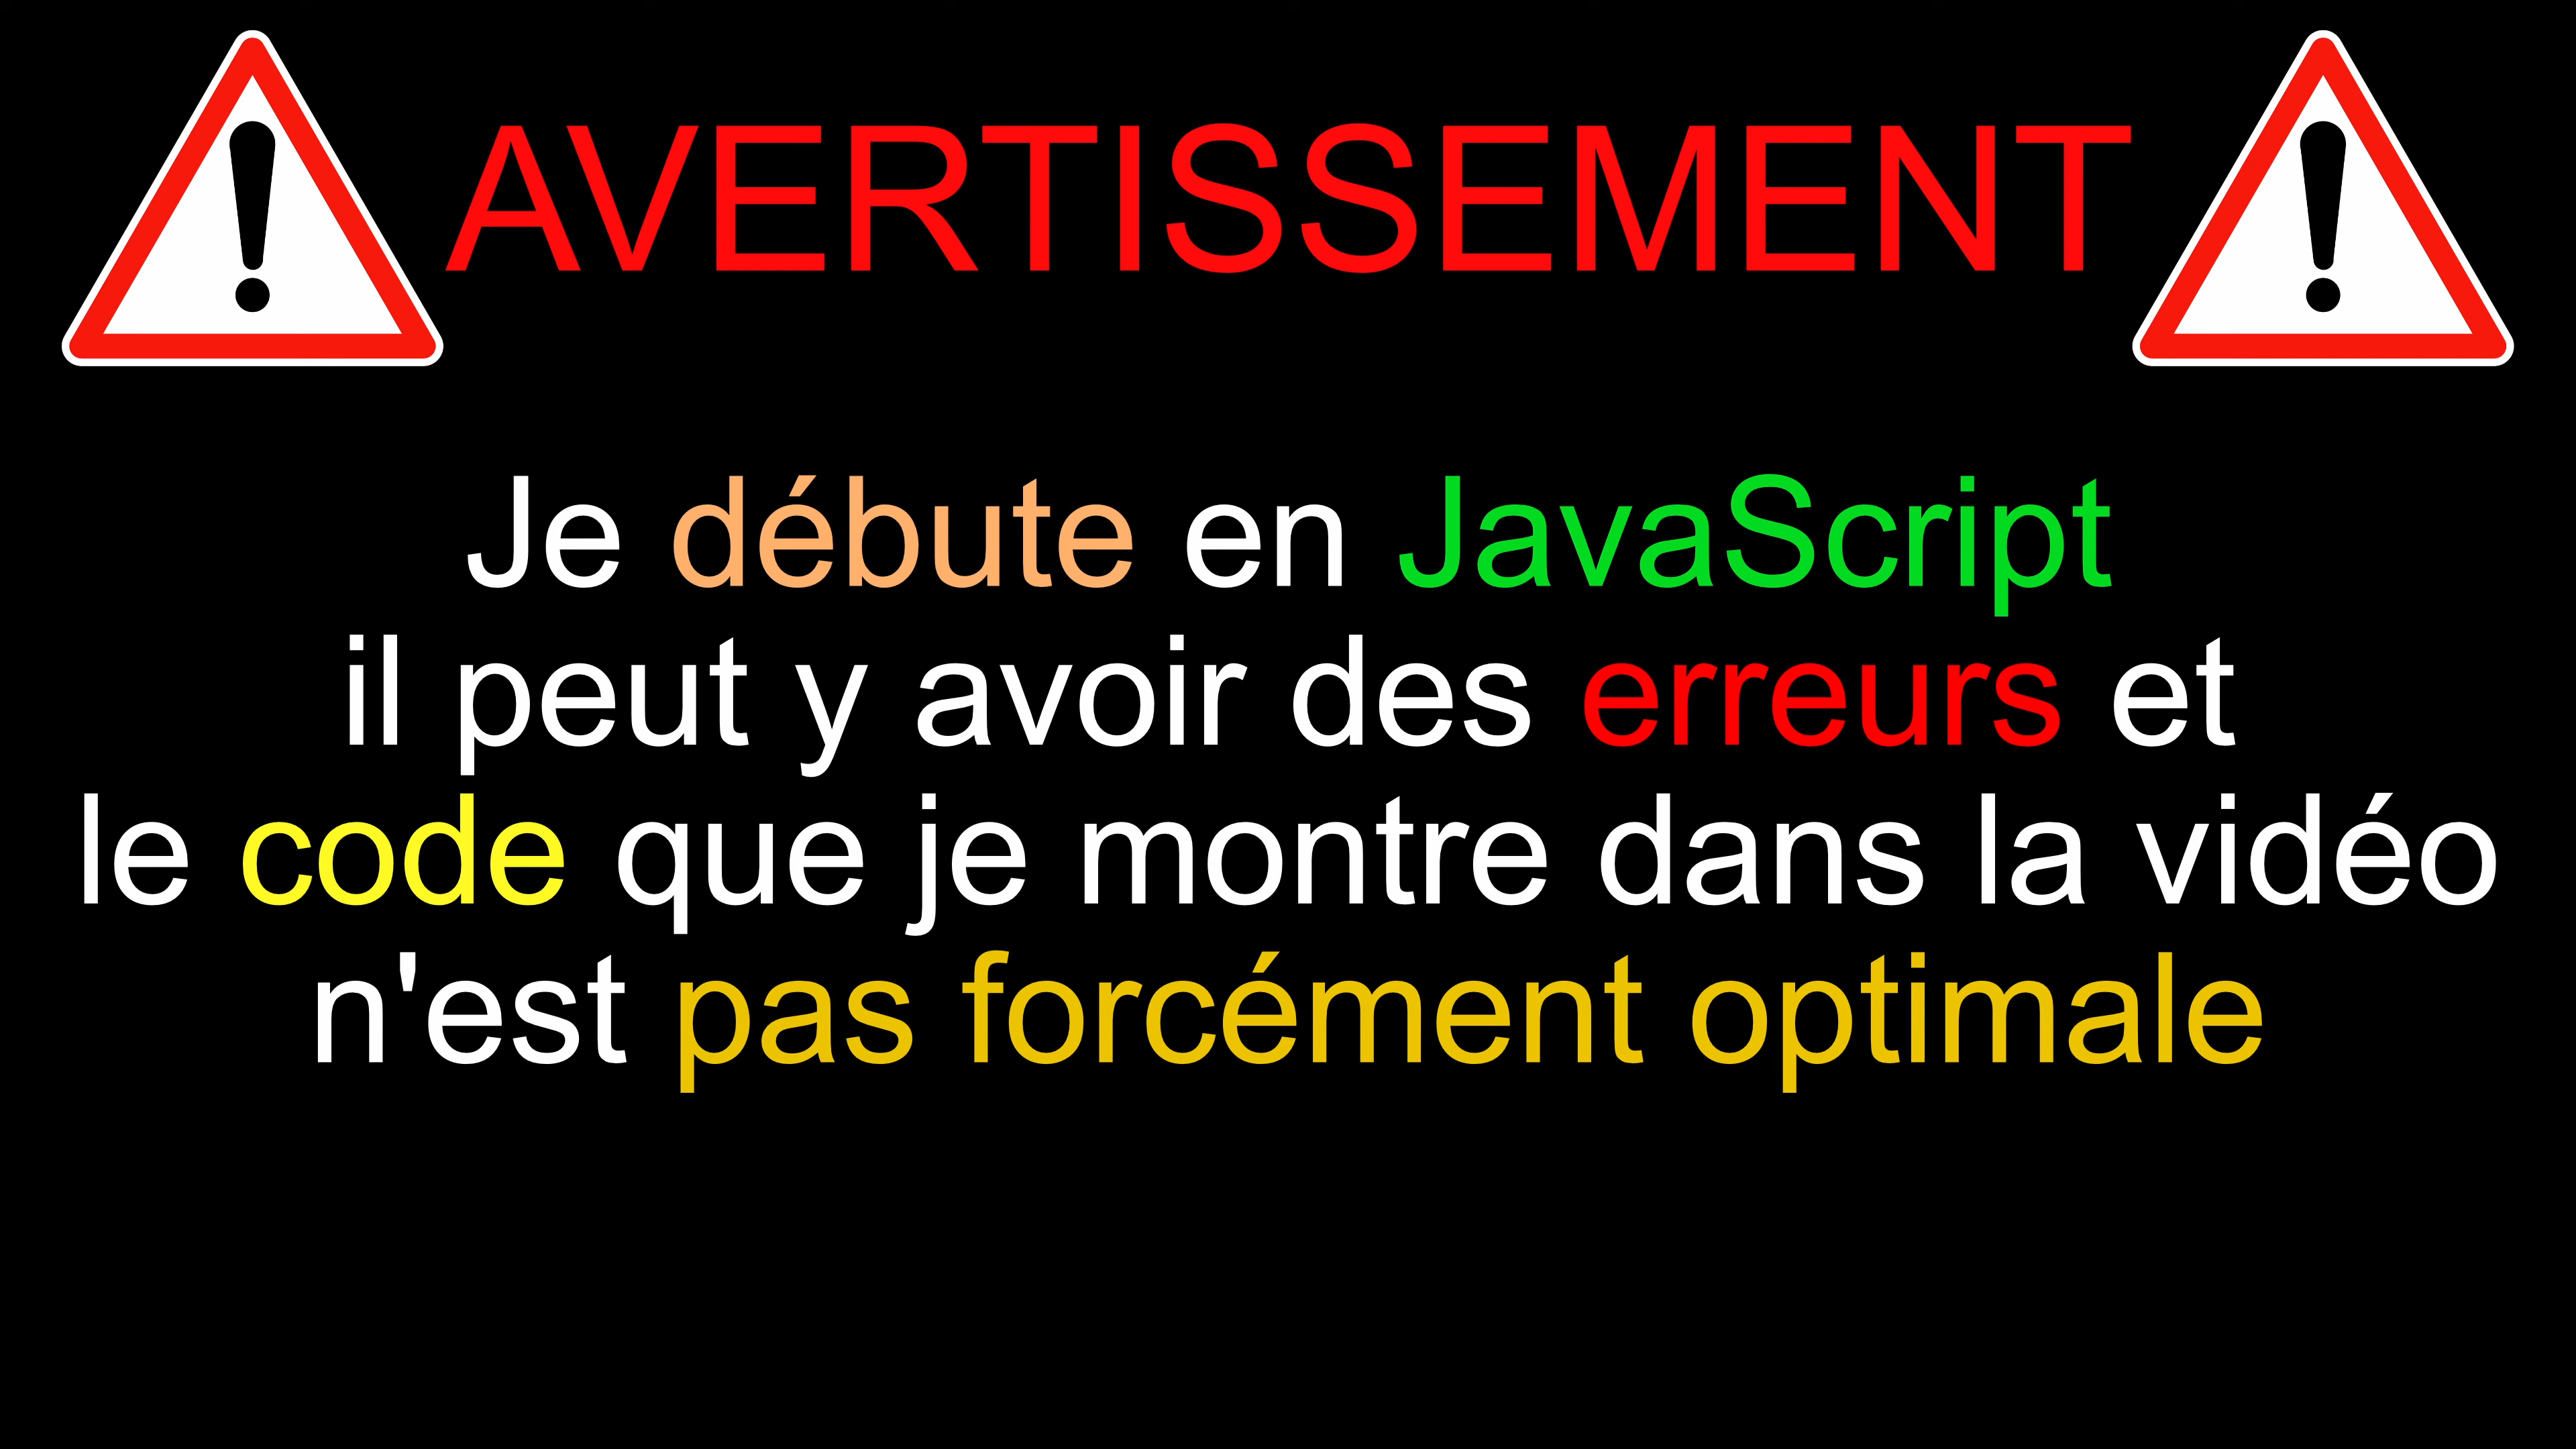 AVERTISSEMENT
Je débute en JavaScript
il peut y avoir des erreurs et
le code que je montre dans la vidéo
n'est pas forcément optimale